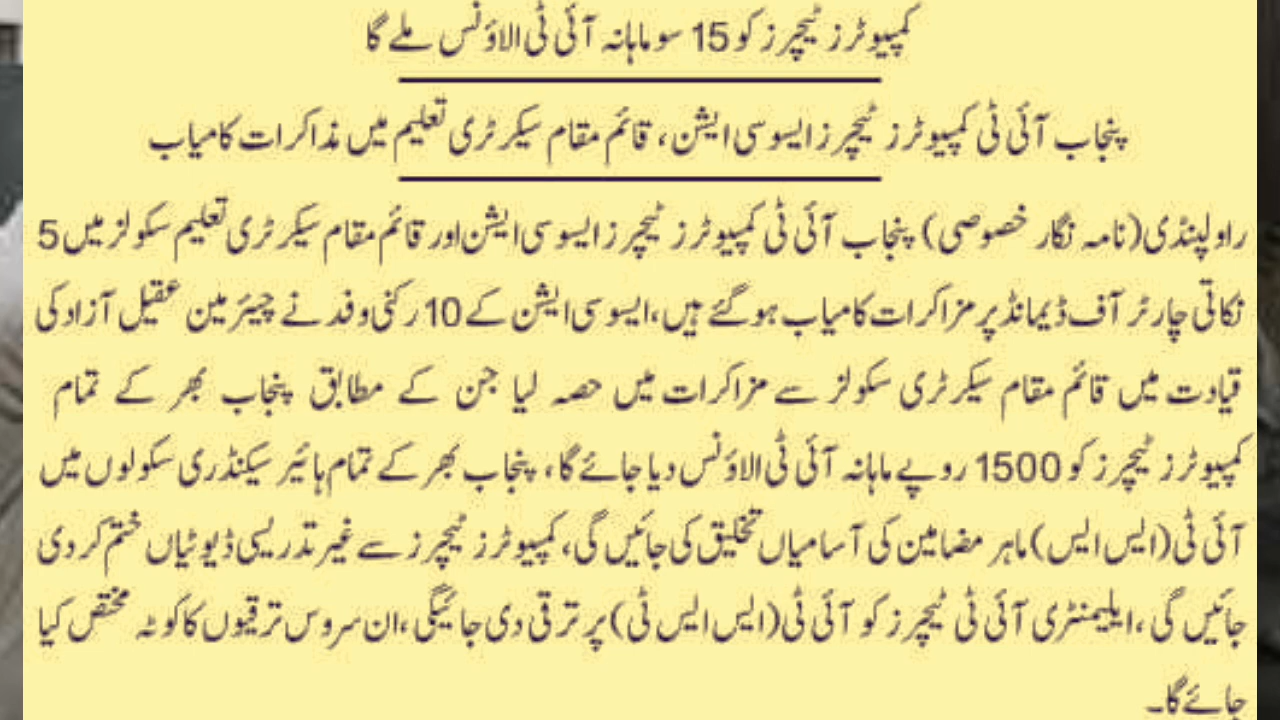 کمپیوٹرز ٹیچرز کو 15 سو ماہانہ آئی ٹی الاؤنس ملے گا
پنجاب آئی ٹی کمپیوٹرز ٹیچرز ایسوسی ایشن، قائم مقام سیکرٹری تعلیم میں مذاکرات کامیاب
راولپنڈی (نامہ نگار خصوصی) پنجاب آئی ٹی کمپیوٹرز ٹیچرز ایسوسی ایشن اور قائم مقام سیکرٹری تعلیم سکولز میں 5
نکاتی چارٹر آف ڈیمانڈ پر مزاکرات کامیاب ہو گئے ہیں، ایسوسی ایشن کے 10 رکنی وفد نے چیئرمین عقیل آزاد کی
قیادت میں قائم مقام سیکرٹری سکولز سے مزاکرات میں حصہ لیا جن کے مطابق پنجاب بھر کے تمام
کمپیوٹرز ٹیچرز کو 1500 روپے ماہانہ آئی ٹی الاؤنس دیا جائے گا، پنجاب بھر کے تمام ہائیر سیکنڈری سکولوں میں
آئی ٹی (ایس ایس) ماہر مضامین کی آسامیاں تخلیق کی جائیں گی، کمپیوٹرز ٹیچرز سے غیر تدریسی ڈیوٹیاں ختم کر دی
جائیں گی، ایلیمنٹری آئی ٹی ٹیچرز کو آئی ٹی (ایس ایس ٹی) پر ترقی دی جائیگی، ان سروس ترقیوں کا کوٹہ مختص کیا
جائے گا۔